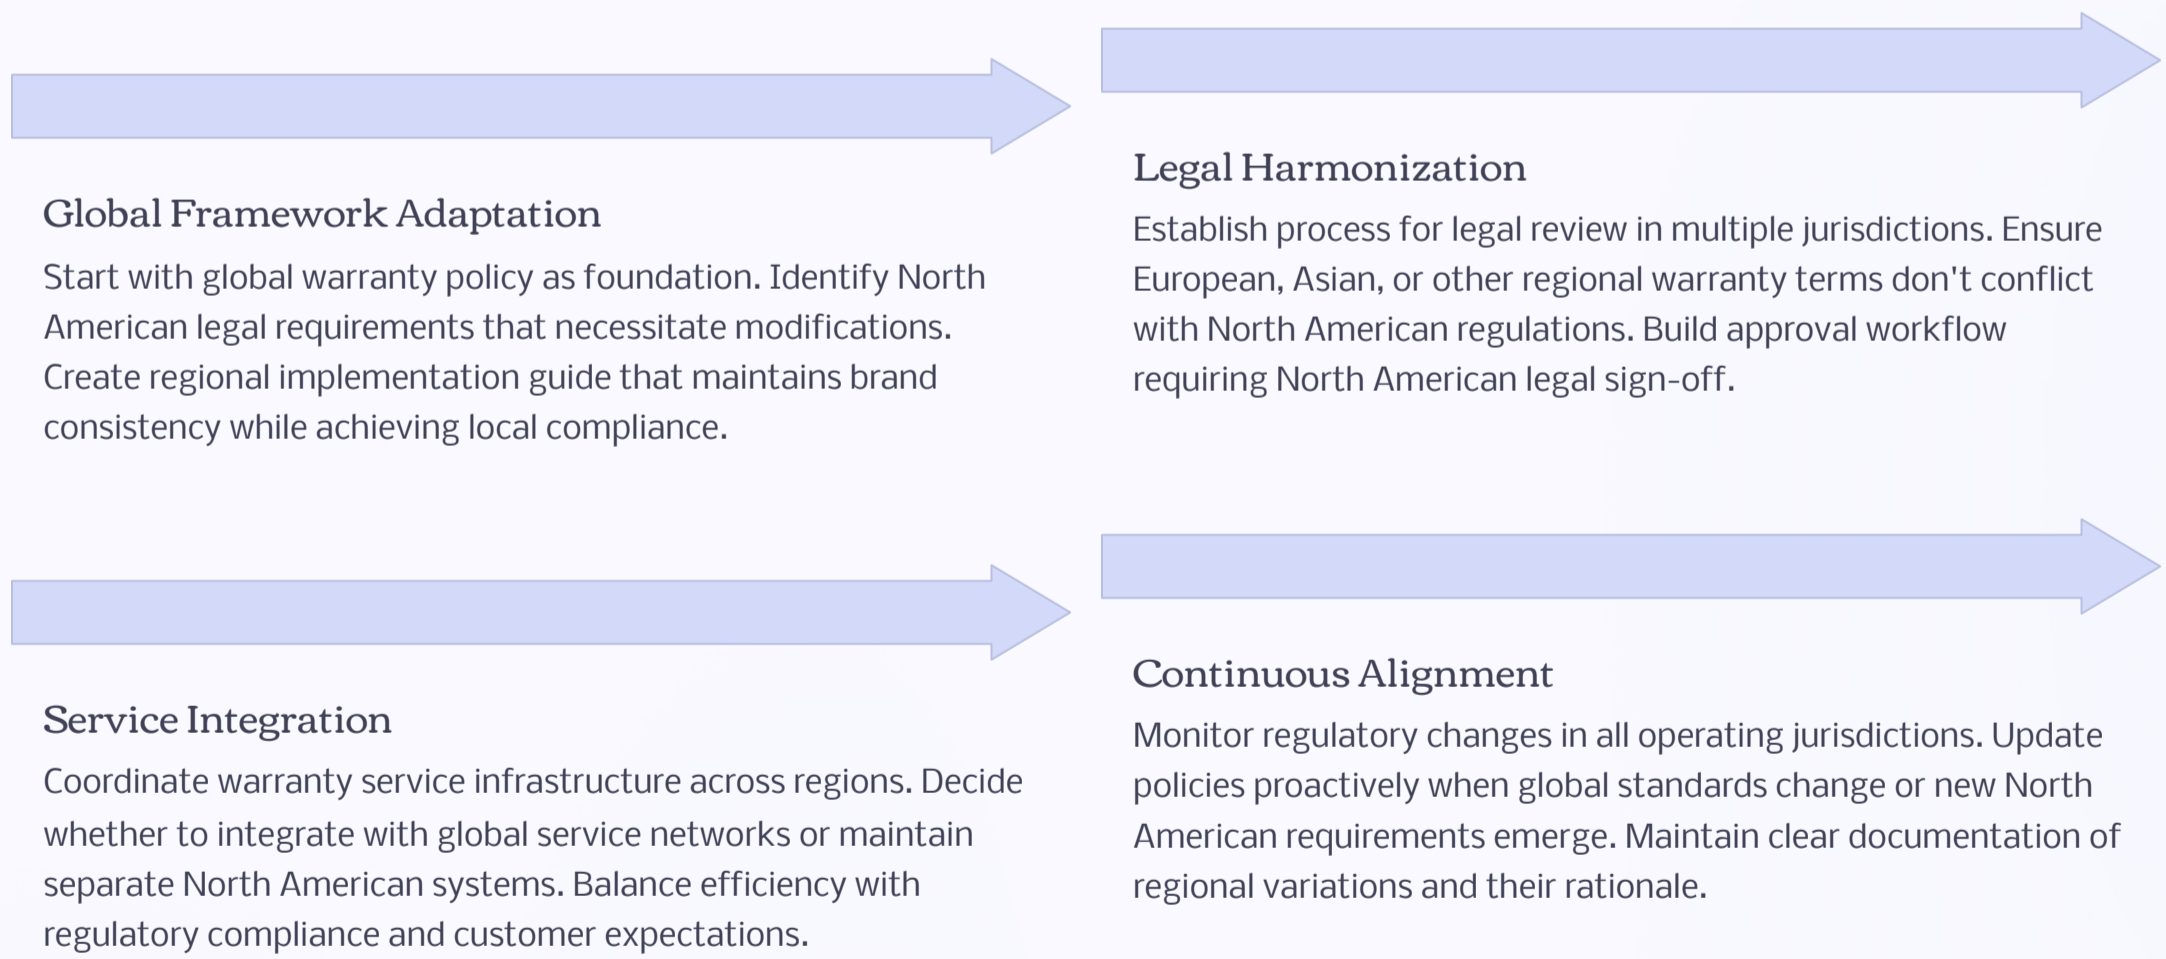 Global Framework Adaptation
Start with global warranty policy as foundation. Identify North
American legal requirements that necessitate modifications.
Create regional implementation guide that maintains brand
consistency while achieving local compliance.
Legal Harmonization
Establish process for legal review in multiple jurisdictions. Ensure
European, Asian, or other regional warranty terms don't conflict
with North American regulations. Build approval workflow
requiring North American legal sign-off.
Service Integration
Coordinate warranty service infrastructure across regions. Decide
whether to integrate with global service networks or maintain
separate North American systems. Balance efficiency with
regulatory compliance and customer expectations.
Continuous Alignment
Monitor regulatory changes in all operating jurisdictions. Update
policies proactively when global standards change or new North
American requirements emerge. Maintain clear documentation of
regional variations and their rationale.